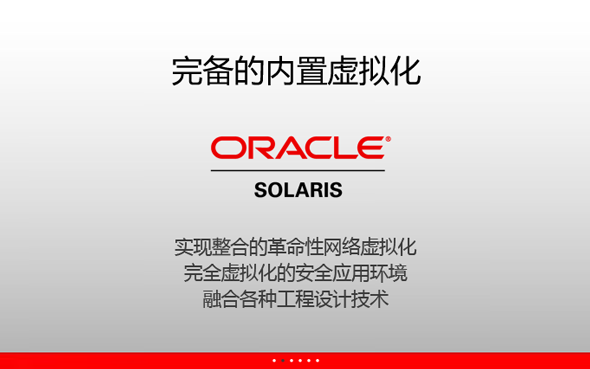 完备的内置虚拟化
ORACLE®
SOLARIS
实现整合的革命性网络虚拟化
完全虚拟化的安全应用环境
融合各种工程设计技术